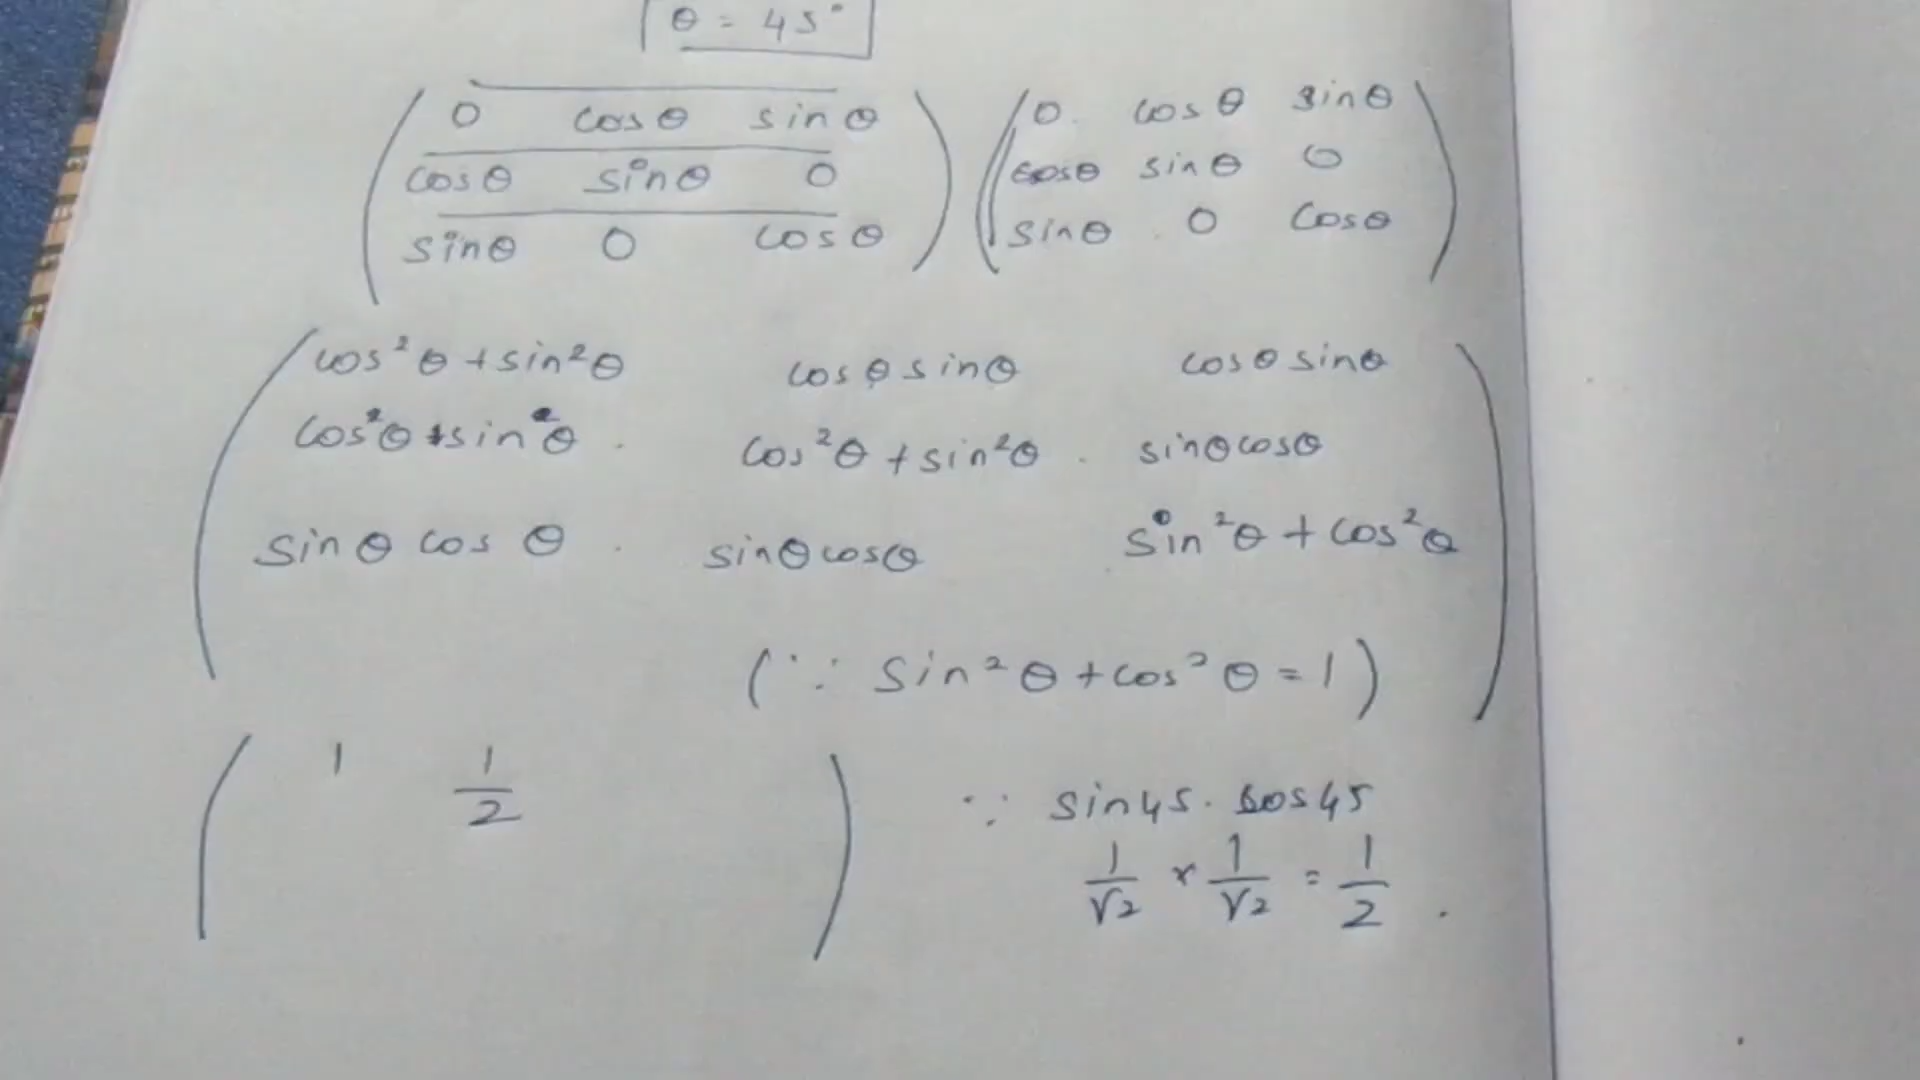 θ = 45°
0 cosθ sinθ 0 cosθ sinθ
cosθ sinθ 0 cosθ sinθ 0
sinθ 0 cosθ sinθ 0 cosθ
cos²θ + sin²θ cosθ sinθ cosθ sinθ
cos²θ + sin²θ cos²θ + sin²θ sinθ cosθ
sinθ cos θ sinθ cosθ sin²θ + cos²θ
(∵ sin²θ + cos²θ = 1)
1 1/2 ∵ sin45 . cos45
1/√2 × 1/√2 = 1/2 .